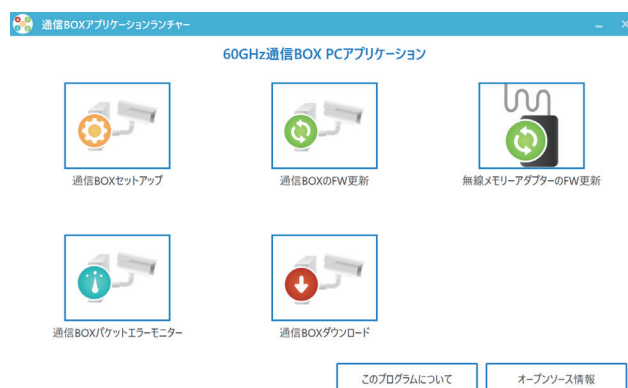 通信BOXアプリケーションランチャー
60GHz通信BOX PCアプリケーション
通信BOXセットアップ
通信BOXのFW更新
無線メモリーアダプターのFW更新
通信BOXパケットエラーモニター
通信BOXダウンロード
このプログラムについて
オープンソース情報